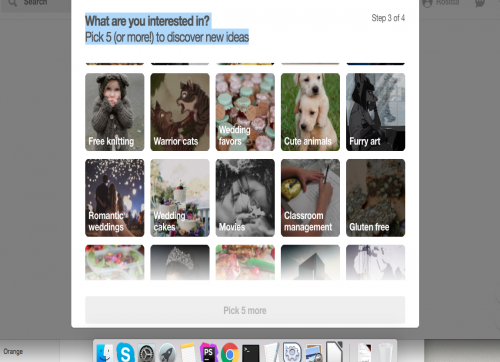 Search
Rosita
What are you interested in?
Step 3 of 4
Pick 5 (or more!) to discover new ideas
Free knitting
Warrior cats
Wedding
favors
Cute animals
Furry art
Romantic
weddings
Wedding
cakes
Movies
Classroom
management
Gluten free
Pick 5 more
Orange